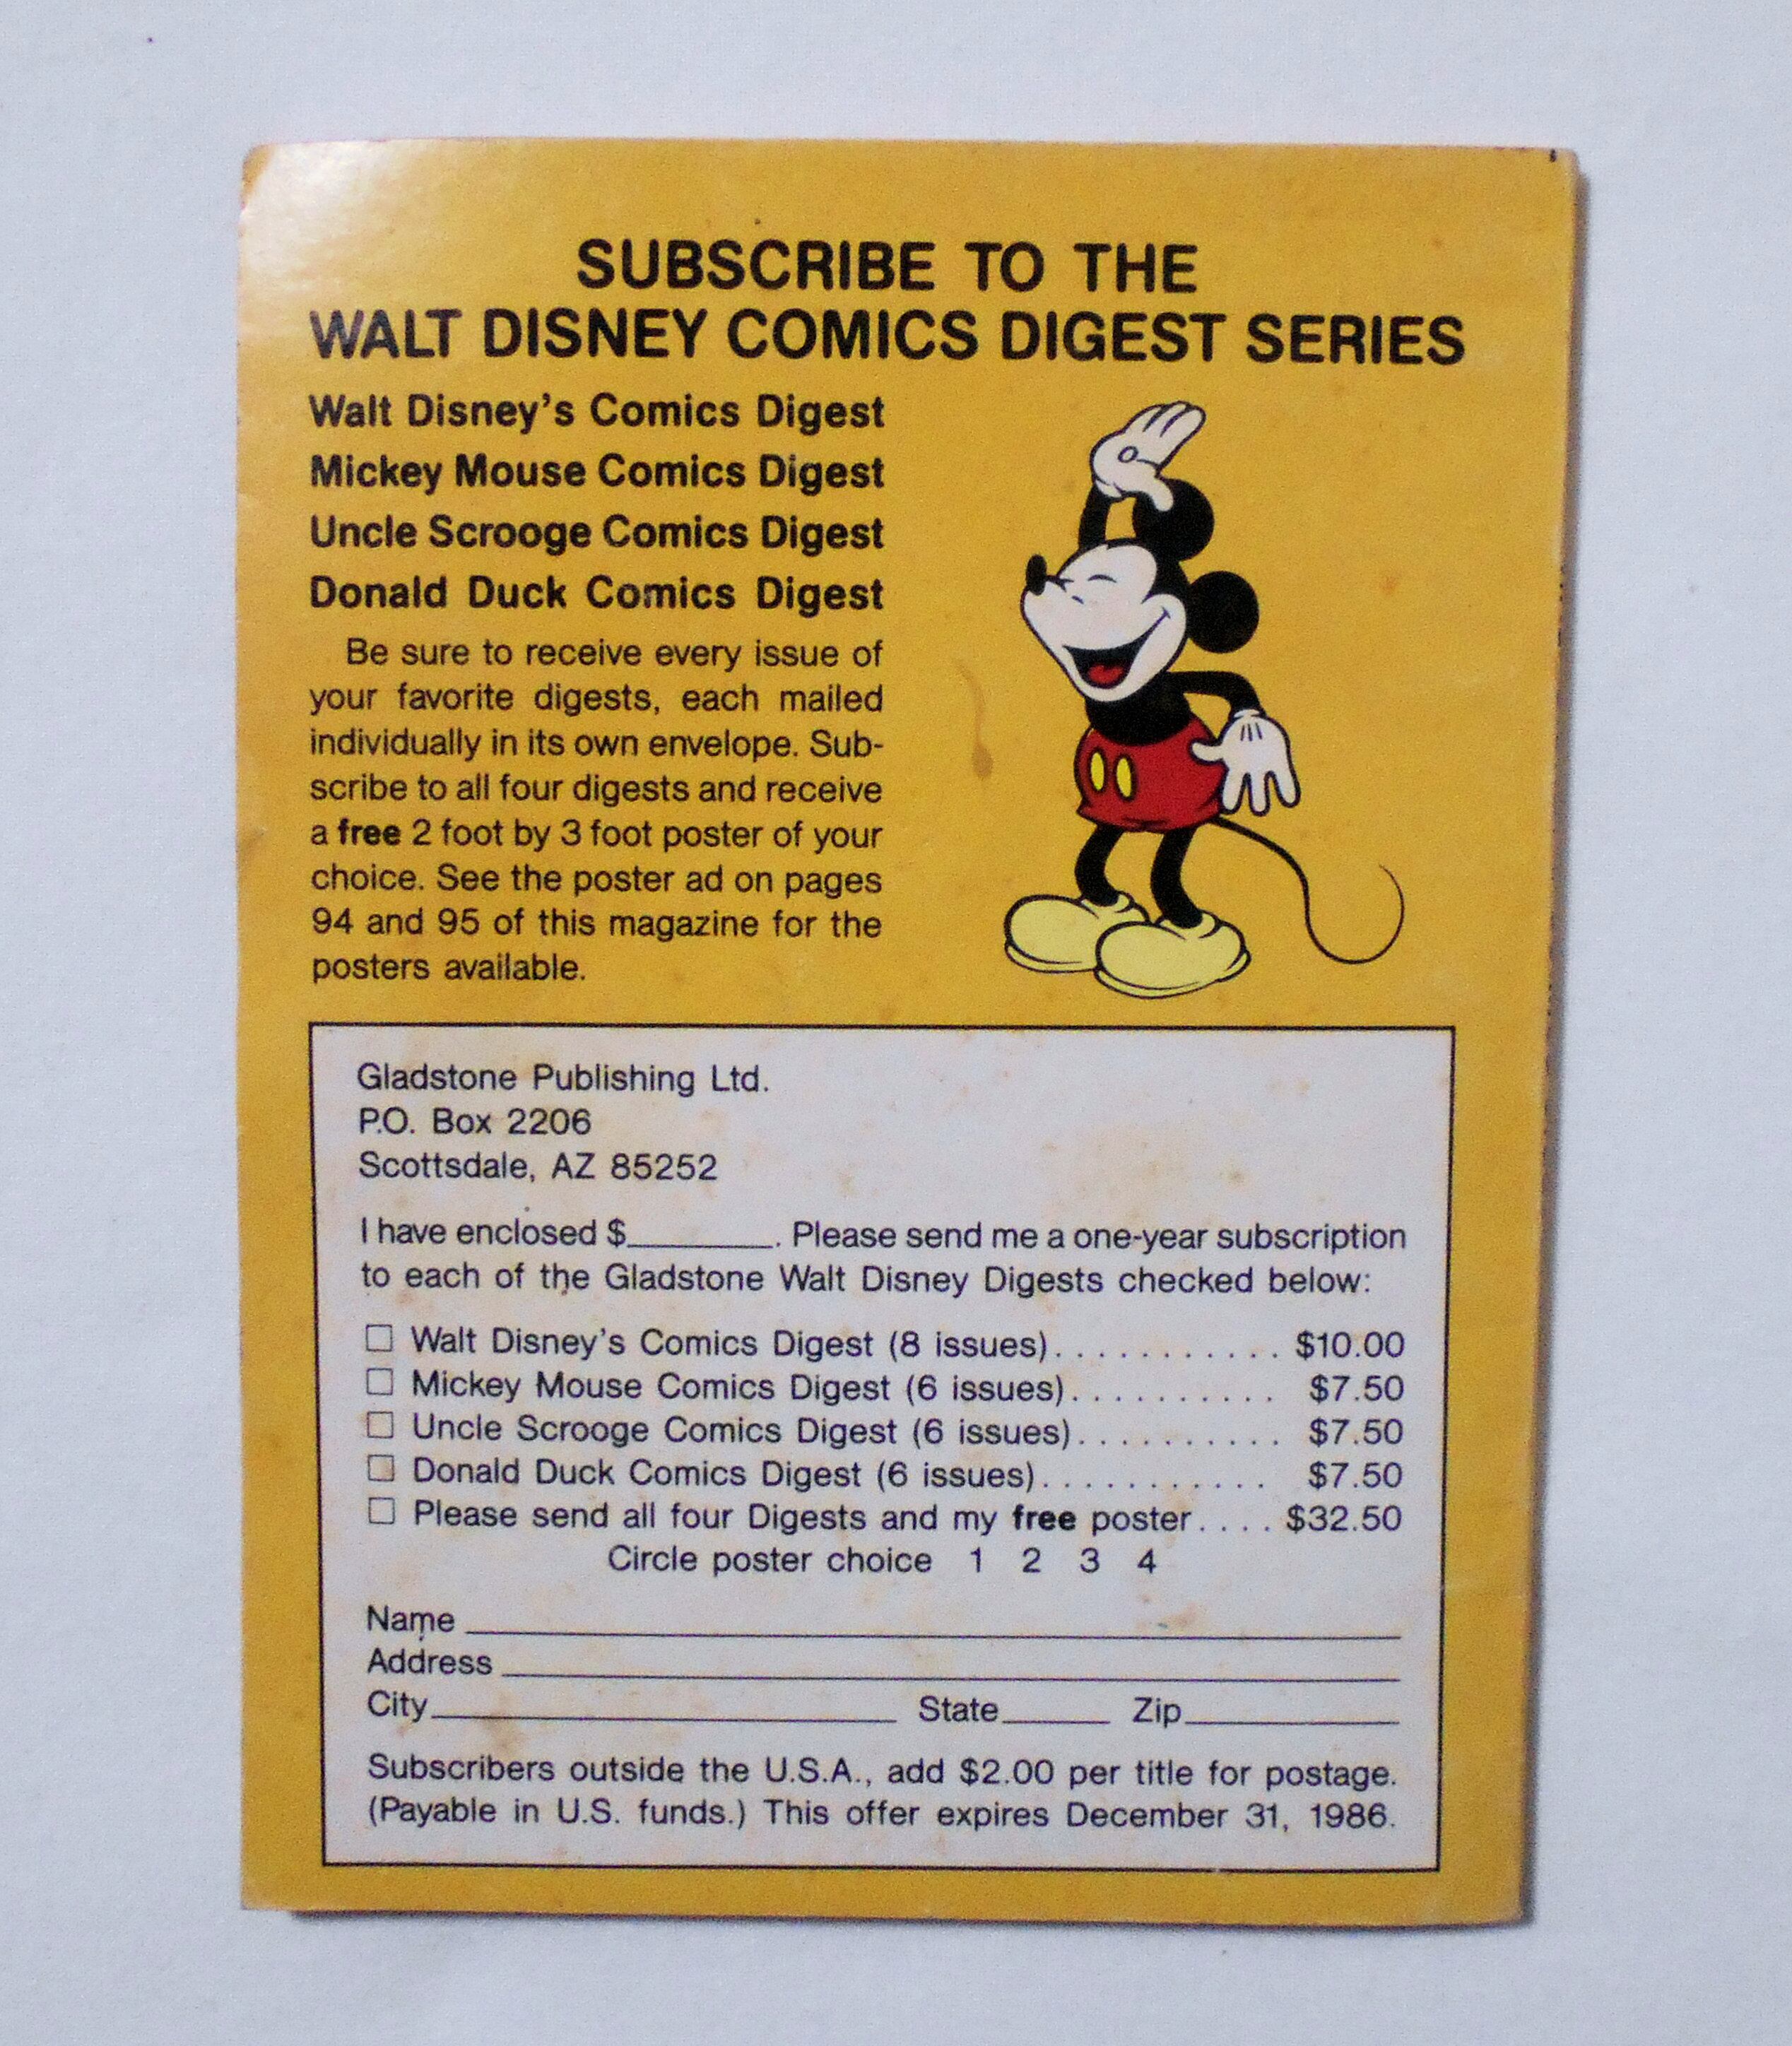 SUBSCRIBE TO THE
WALT DISNEY COMICS DIGEST SERIES
Walt Disney's Comics Digest
Mickey Mouse Comics Digest
Uncle Scrooge Comics Digest
Donald Duck Comics Digest
Be sure to receive every issue of
your favorite digests, each mailed
individually in its own envelope. Sub-
scribe to all four digests and receive
a free 2 foot by 3 foot poster of your
choice. See the poster ad on pages
94 and 95 of this magazine for the
posters available.
Gladstone Publishing Ltd.
P.O. Box 2206
Scottsdale, AZ 85252
I have enclosed $________. Please send me a one-year subscription
to each of the Gladstone Walt Disney Digests checked below:
☐ Walt Disney's Comics Digest (8 issues)........... $10.00
☐ Mickey Mouse Comics Digest (6 issues).......... $7.50
☐ Uncle Scrooge Comics Digest (6 issues).......... $7.50
☐ Donald Duck Comics Digest (6 issues)........... $7.50
☐ Please send all four Digests and my free poster.... $32.50
Circle poster choice 1 2 3 4
Name ________
Address ________
City________ State________ Zip________
Subscribers outside the U.S.A., add $2.00 per title for postage.
(Payable in U.S. funds.) This offer expires December 31, 1986.